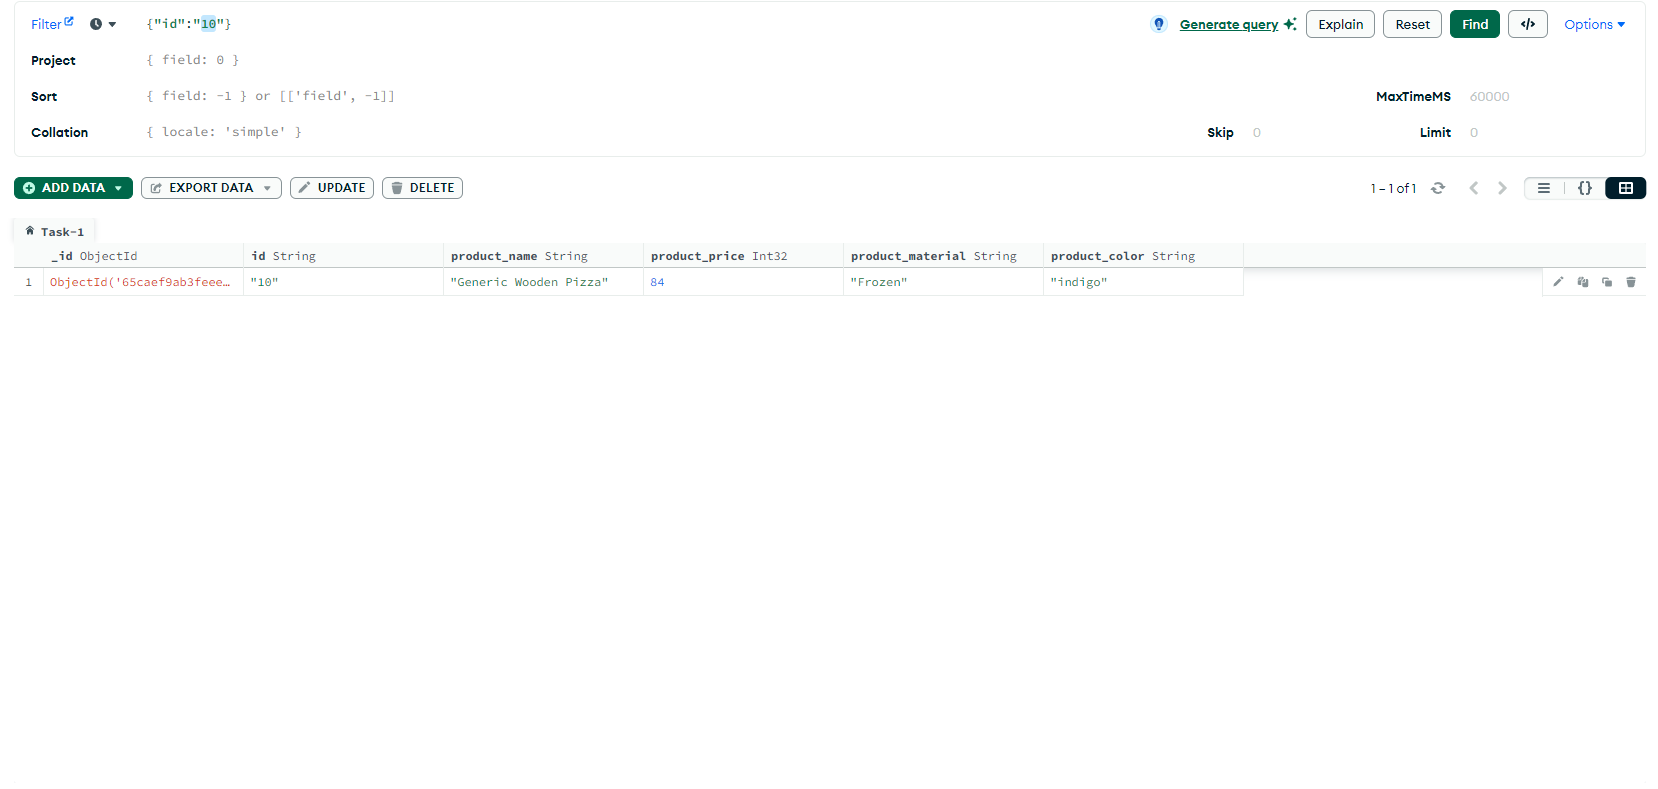 Filter {"id":"10"} Generate query Explain Reset Find </> Options
Project { field: 0 }
Sort { field: -1 } or [['field', -1]] MaxTimeMS 60000
Collation { locale: 'simple' } Skip 0 Limit 0
ADD DATA EXPORT DATA UPDATE DELETE 1 – 1 of 1 {}
Task-1
_id ObjectId id String product_name String product_price Int32 product_material String product_color String
1 ObjectId('65caef9ab3feee… "10" "Generic Wooden Pizza" 84 "Frozen" "indigo"